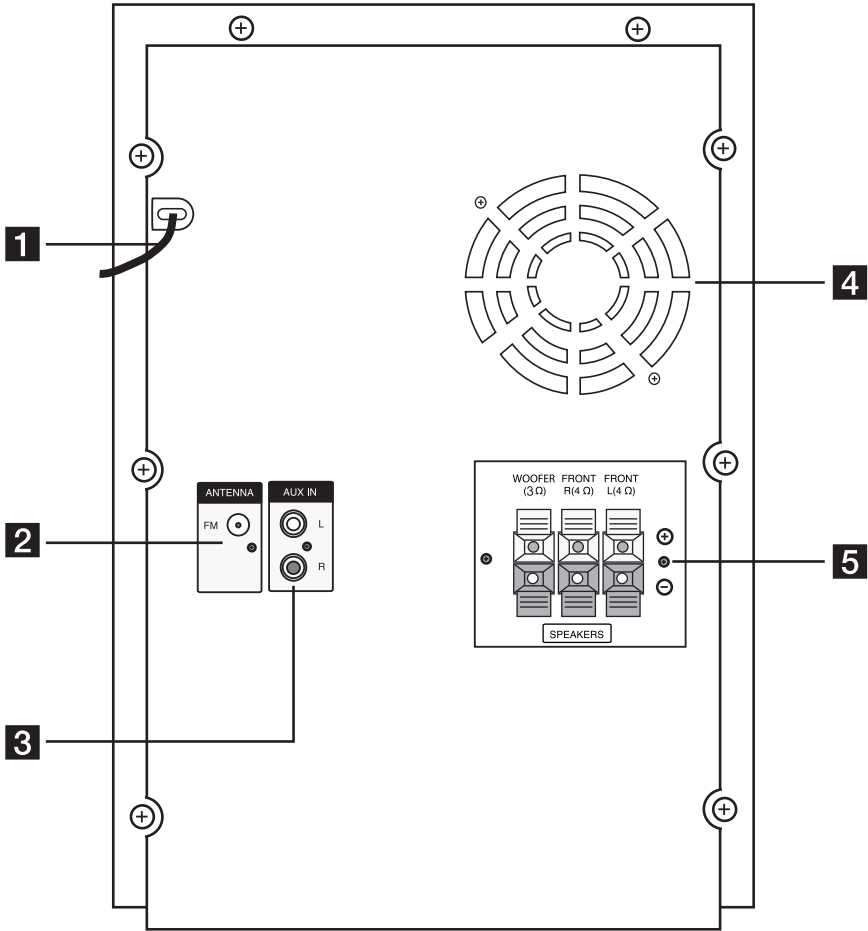 1
4
WOOFER FRONT FRONT
(3 Ω) R(4 Ω) L(4 Ω)
ANTENNA AUX IN
FM L
R
2
5
SPEAKERS
3